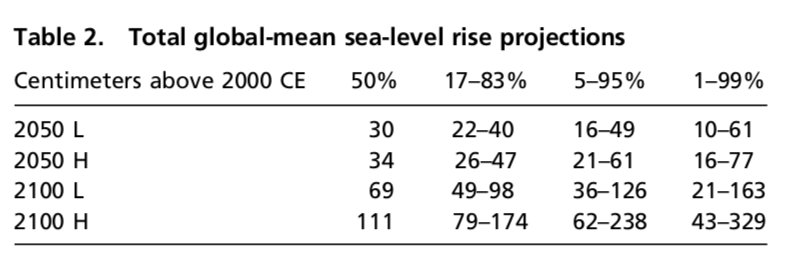 Table 2. Total global-mean sea-level rise projections
Centimeters above 2000 CE 50% 17–83% 5–95% 1–99%
2050 L 30 22–40 16–49 10–61
2050 H 34 26–47 21–61 16–77
2100 L 69 49–98 36–126 21–163
2100 H 111 79–174 62–238 43–329